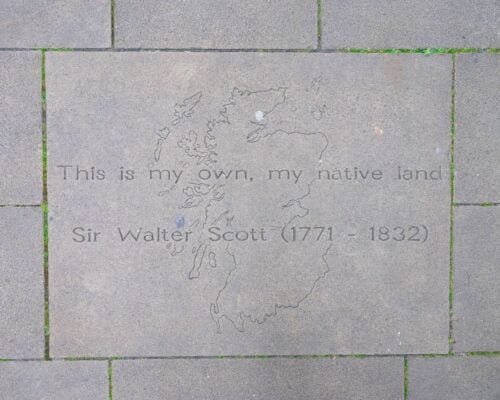 This is my own, my native land
Sir Walter Scott (1771 - 1832)